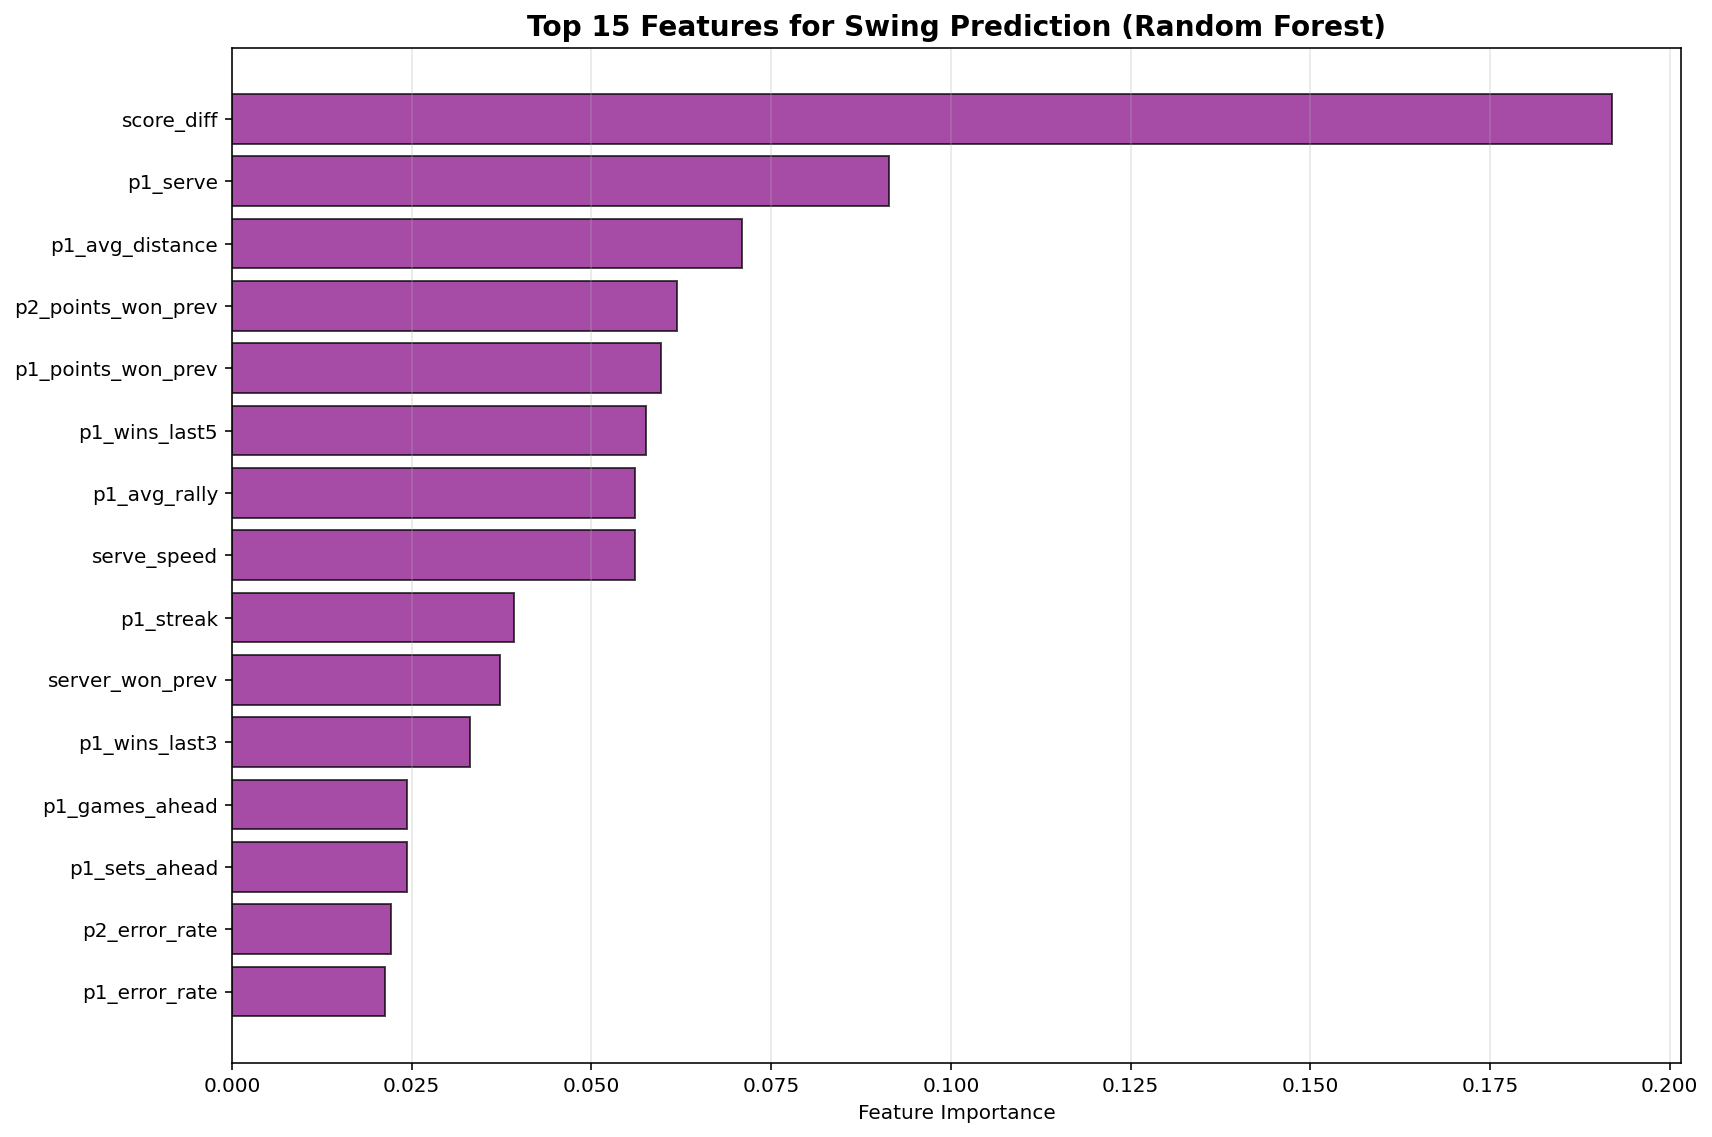 Top 15 Features for Swing Prediction (Random Forest)
score_diff
p1_serve
p1_avg_distance
p2_points_won_prev
p1_points_won_prev
p1_wins_last5
p1_avg_rally
serve_speed
p1_streak
server_won_prev
p1_wins_last3
p1_games_ahead
p1_sets_ahead
p2_error_rate
p1_error_rate
0.000 0.025 0.050 0.075 0.100 0.125 0.150 0.175 0.200
Feature Importance